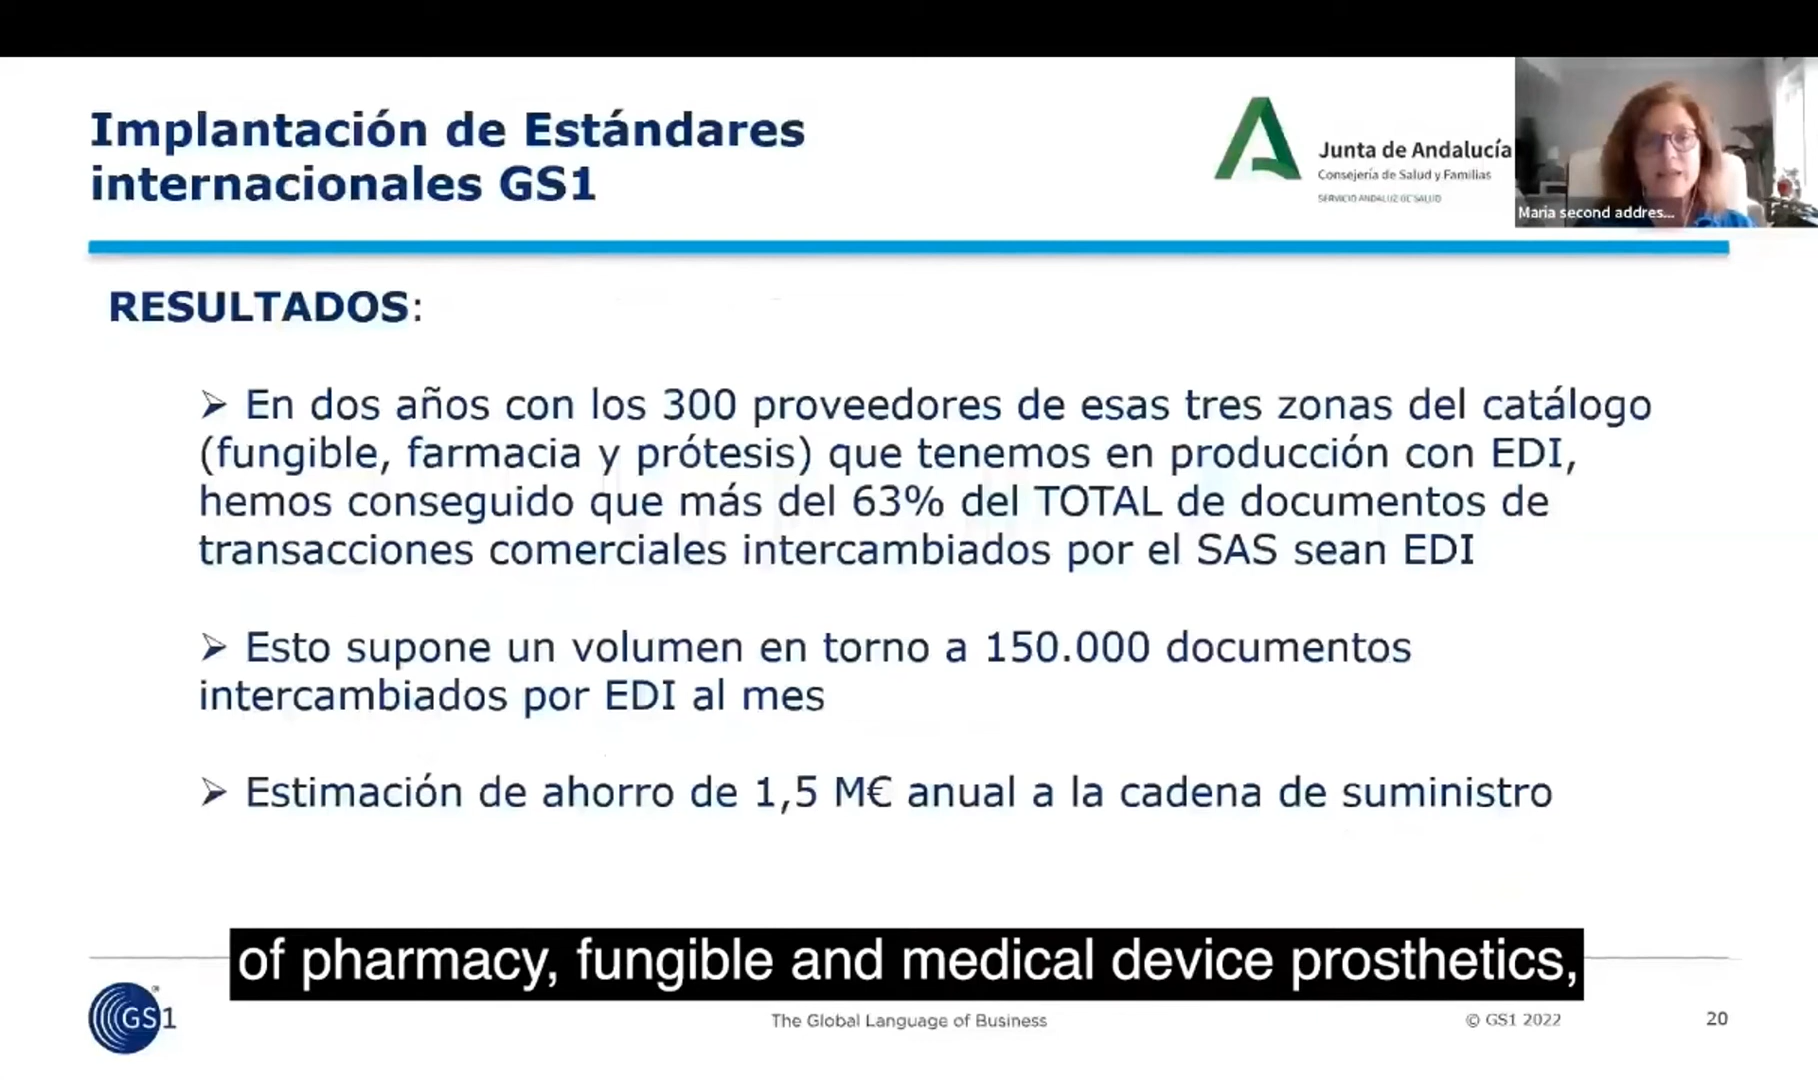 Implantación de Estándares
internacionales GS1
Junta de Andalucía
Consejería de Salud y Familias
SERVICIO ANDALUZ DE SALUD
Maria second addres...
RESULTADOS:
➢ En dos años con los 300 proveedores de esas tres zonas del catálogo
(fungible, farmacia y prótesis) que tenemos en producción con EDI,
hemos conseguido que más del 63% del TOTAL de documentos de
transacciones comerciales intercambiados por el SAS sean EDI
➢ Esto supone un volumen en torno a 150.000 documentos
intercambiados por EDI al mes
➢ Estimación de ahorro de 1,5 M€ anual a la cadena de suministro
of pharmacy, fungible and medical device prosthetics,
GS1
The Global Language of Business
© GS1 2022
20